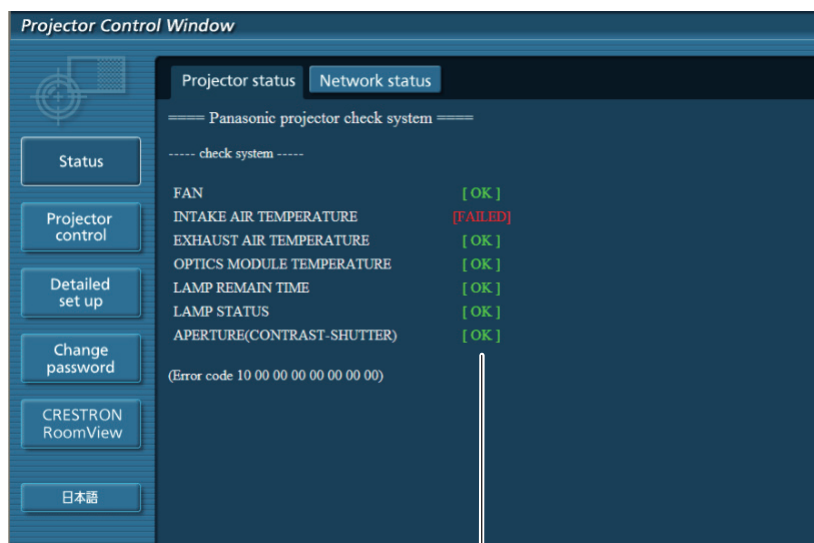 Projector Control Window
Projector status Network status
==== Panasonic projector check system ====
Status
----- check system -----
FAN [ OK ]
INTAKE AIR TEMPERATURE [FAILED]
EXHAUST AIR TEMPERATURE [ OK ]
OPTICS MODULE TEMPERATURE [ OK ]
LAMP REMAIN TIME [ OK ]
LAMP STATUS [ OK ]
APERTURE(CONTRAST-SHUTTER) [ OK ]
(Error code 10 00 00 00 00 00 00 00)
Projector
control
Detailed
set up
Change
password
CRESTRON
RoomView
日本語